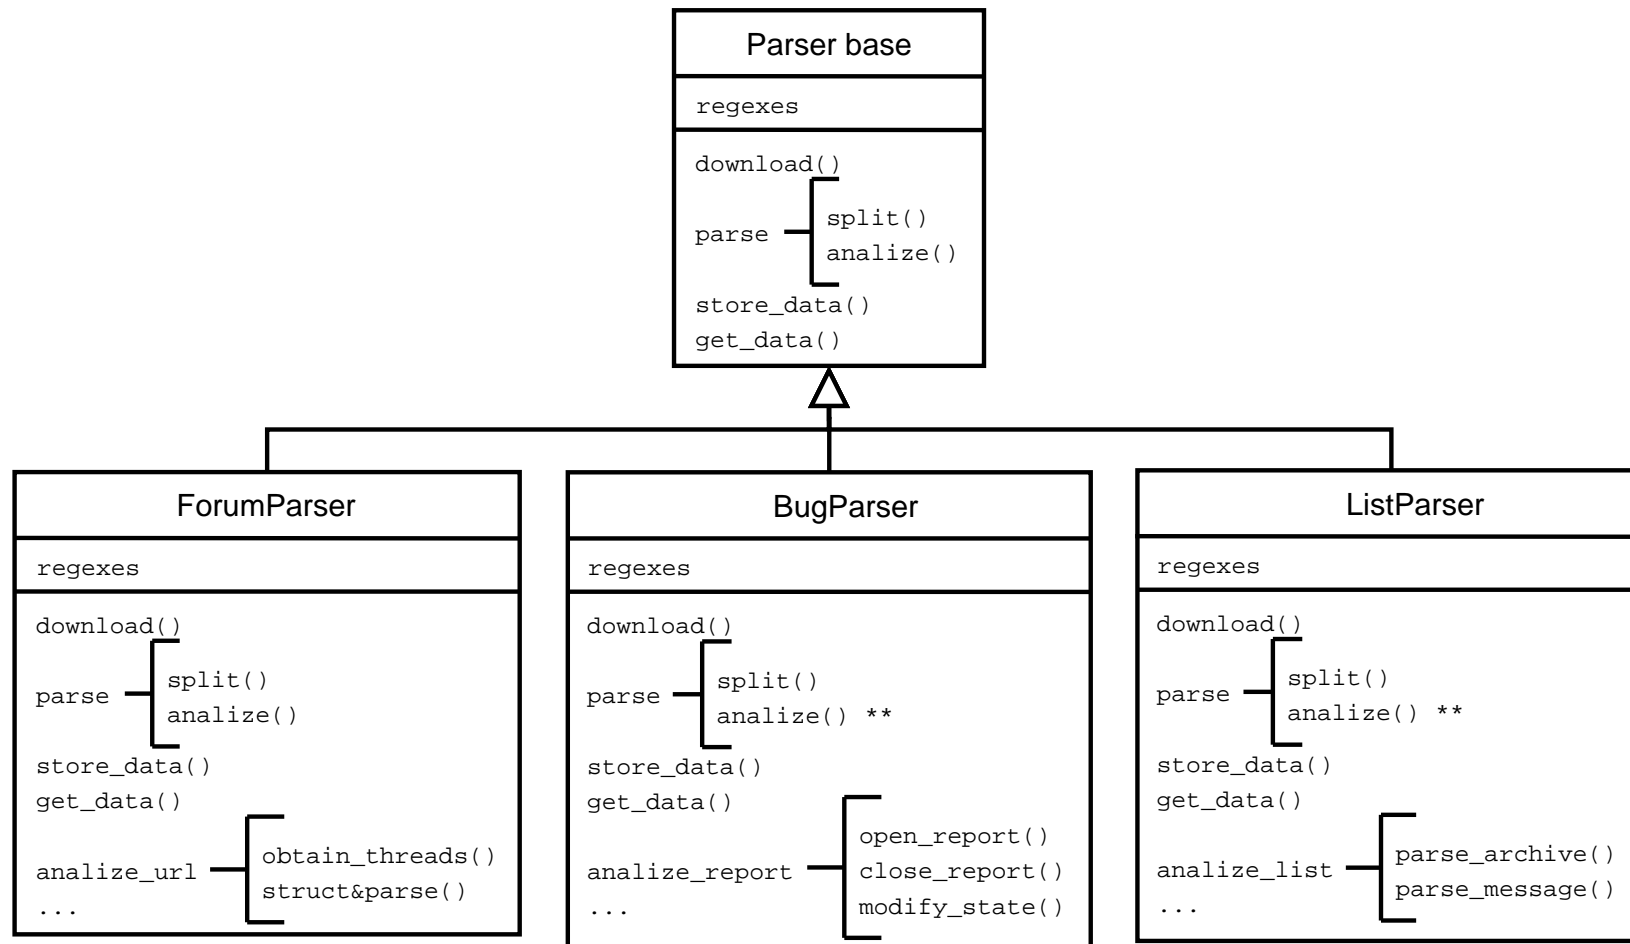 Parser base
regexes
download()
split()
parse
analize()
store_data()
get_data()
ForumParser
regexes
download()
split()
parse
analize()
store_data()
get_data()
obtain_threads()
analize_url
struct&parse()
...
BugParser
regexes
download()
split()
parse
analize() **
store_data()
get_data()
open_report()
analize_report
close_report()
modify_state()
...
ListParser
regexes
download()
split()
parse
analize() **
store_data()
get_data()
parse_archive()
analize_list
parse_message()
...